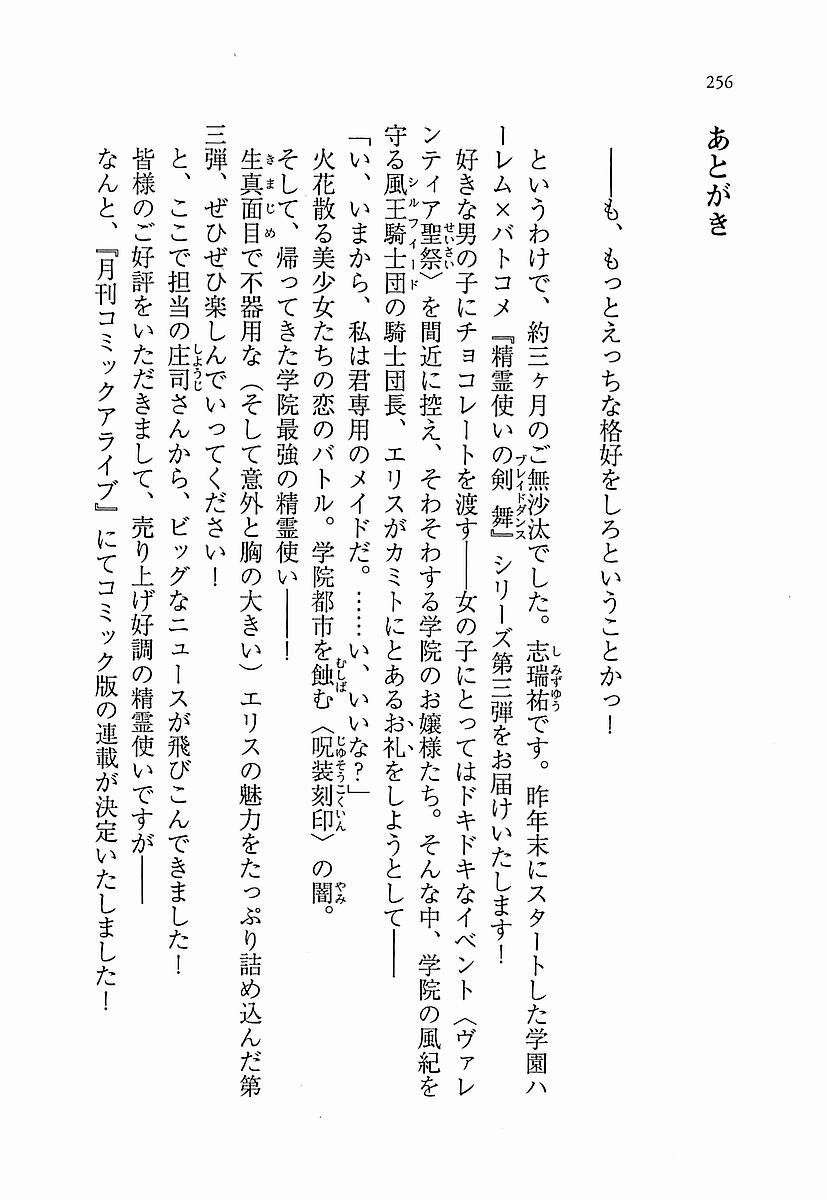 256
あとがき
――も、もっとえっちな格好をしろということかっ！
というわけで、約三ヶ月のご無沙汰でした。志瑞祐です。昨年末にスタートした学園ハ
ーレム×バトコメ『精霊使いの剣舞』シリーズ第三弾をお届けいたします！
好きな男の子にチョコレートを渡す――女の子にとってはドキドキなイベント〈ヴァレ
ンティア聖祭〉を間近に控え、そわそわする学院のお嬢様たち。そんな中、学院の風紀を
守る風王騎士団の騎士団長、エリスがカミトにとあるお礼をしようとして――
「い、いまから、私は君専用のメイドだ。……い、いいな？」
火花散る美少女たちの恋のバトル。学院都市を蝕む〈呪装刻印〉の闇。
そして、帰ってきた学院最強の精霊使い――！
生真面目で不器用な（そして意外と胸の大きい）エリスの魅力をたっぷり詰め込んだ第
三弾、ぜひぜひ楽しんでいってください！
と、ここで担当の庄司さんから、ビッグなニュースが飛びこんできました！
皆様のご好評をいただきまして、売り上げ好調の精霊使いですが――
なんと、『月刊コミックアライブ』にてコミック版の連載が決定いたしました！